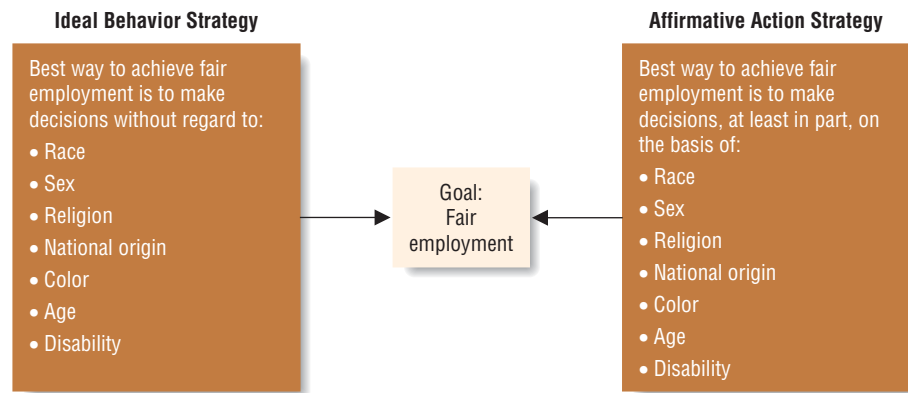 Ideal Behavior Strategy
Best way to achieve fair
employment is to make
decisions without regard to:
• Race
• Sex
• Religion
• National origin
• Color
• Age
• Disability
Goal:
Fair
employment
Affirmative Action Strategy
Best way to achieve fair
employment is to make
decisions, at least in part, on
the basis of:
• Race
• Sex
• Religion
• National origin
• Color
• Age
• Disability